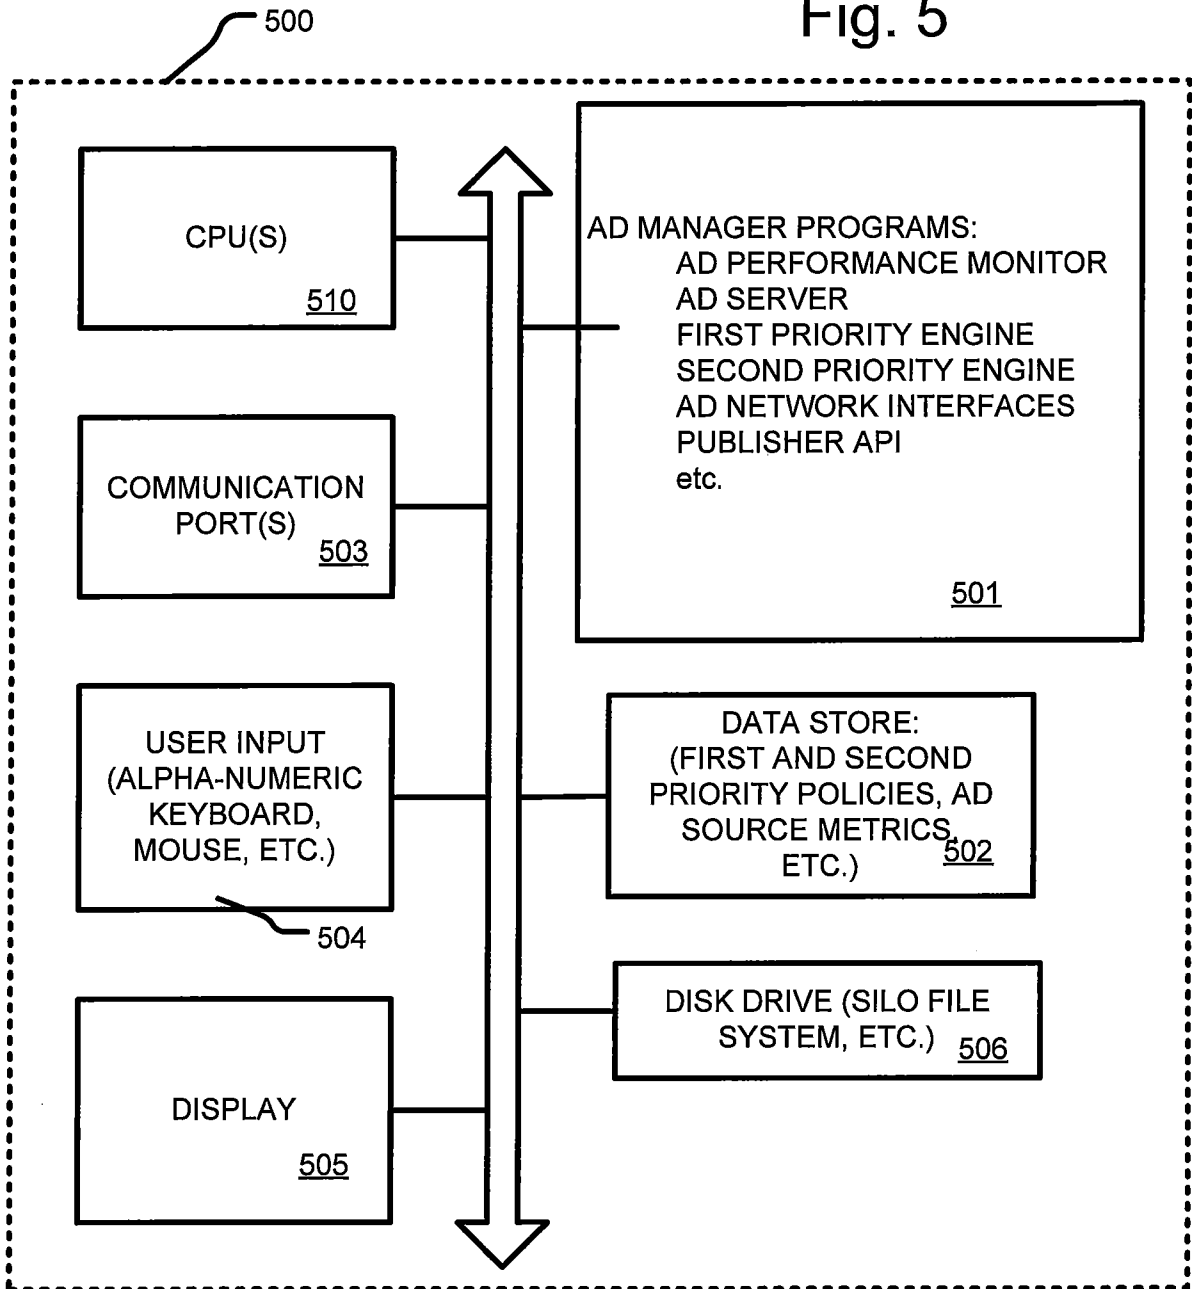 Fig. 5
500
CPU(S)
510
AD MANAGER PROGRAMS:
AD PERFORMANCE MONITOR
AD SERVER
FIRST PRIORITY ENGINE
SECOND PRIORITY ENGINE
AD NETWORK INTERFACES
PUBLISHER API
etc.
501
COMMUNICATION
PORT(S)
503
USER INPUT
(ALPHA-NUMERIC
KEYBOARD,
MOUSE, ETC.)
504
DATA STORE:
(FIRST AND SECOND
PRIORITY POLICIES, AD
SOURCE METRICS,
ETC.)
502
DISK DRIVE (SILO FILE
SYSTEM, ETC.)
506
DISPLAY
505